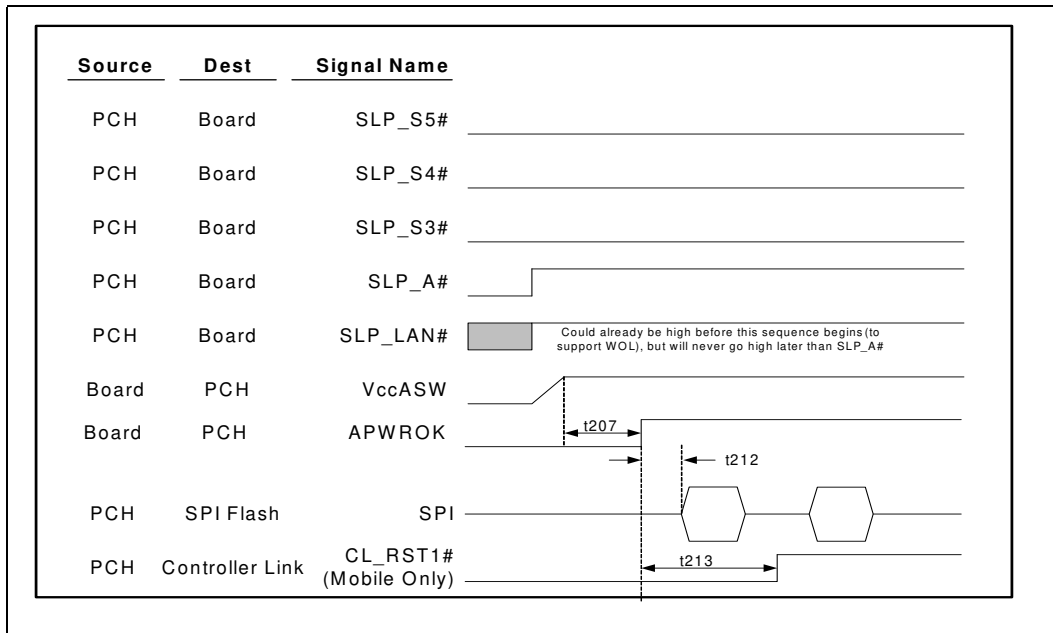 Source Dest Signal Name
PCH Board SLP_S5#
PCH Board SLP_S4#
PCH Board SLP_S3#
PCH Board SLP_A#
PCH Board SLP_LAN# Could already be high before this sequence begins (to
support WOL), but will never go high later than SLP_A#
Board PCH VccASW
Board PCH APWROK t207
t212
PCH SPI Flash SPI
PCH Controller Link CL_RST1# t213
(Mobile Only)